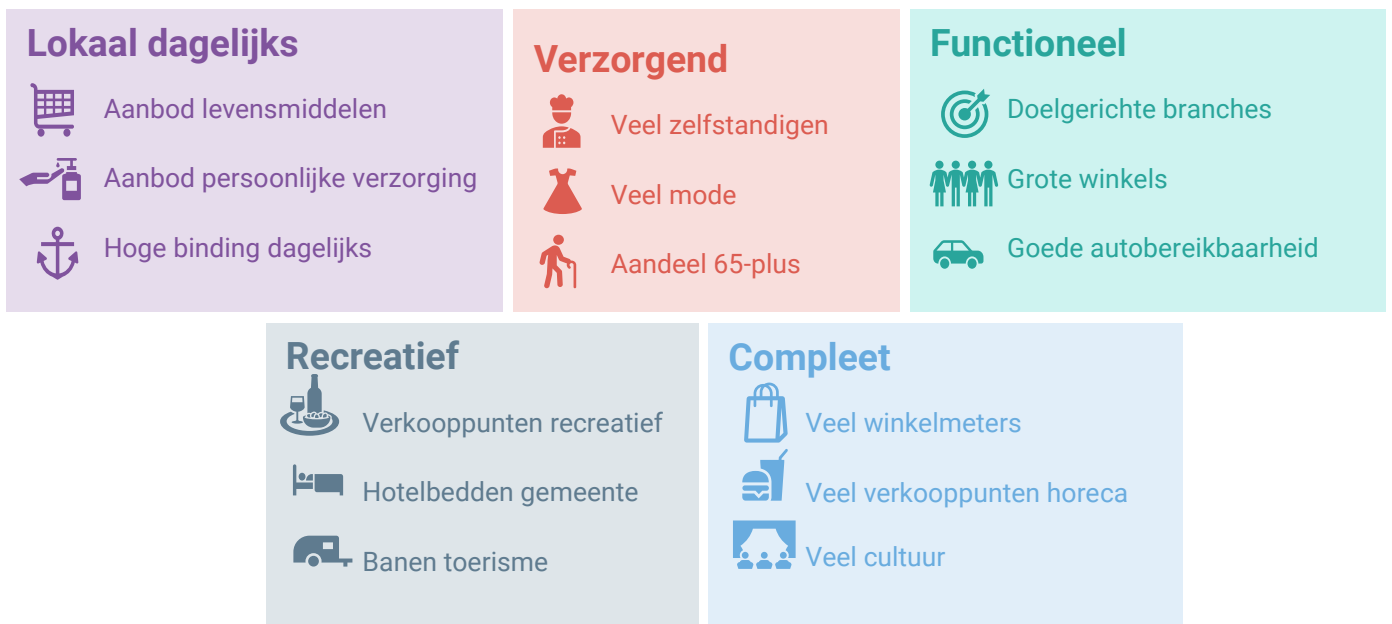 Lokaal dagelijks
Aanbod levensmiddelen
Aanbod persoonlijke verzorging
Hoge binding dagelijks
Verzorgend
Veel zelfstandigen
Veel mode
Aandeel 65-plus
Functioneel
Doelgerichte branches
Grote winkels
Goede autobereikbaarheid
Recreatief
Verkooppunten recreatief
Hotelbedden gemeente
Banen toerisme
Compleet
Veel winkelmeters
Veel verkooppunten horeca
Veel cultuur